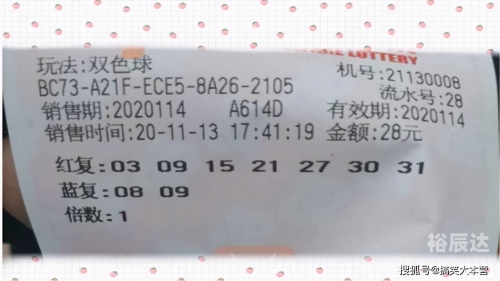 LOTTERY
玩法:双色球
机号:21130008
BC73-A21F-ECE5-8A26-2105
流水号:28
销售期:2020114 A614D 有效期:2020114
销售时间:20-11-13 17:41:19 金额:28元
红复:03 09 15 21 27 30 31
蓝复:08 09
倍数:1
裕辰达
搜狐号@搞笑大本营